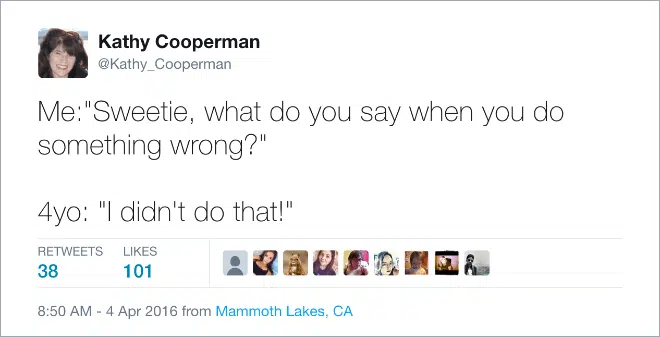 Kathy Cooperman
@Kathy_Cooperman
Me:"Sweetie, what do you say when you do
something wrong?"
4yo: "I didn't do that!"
RETWEETS LIKES
38 101
8:50 AM - 4 Apr 2016 from Mammoth Lakes, CA